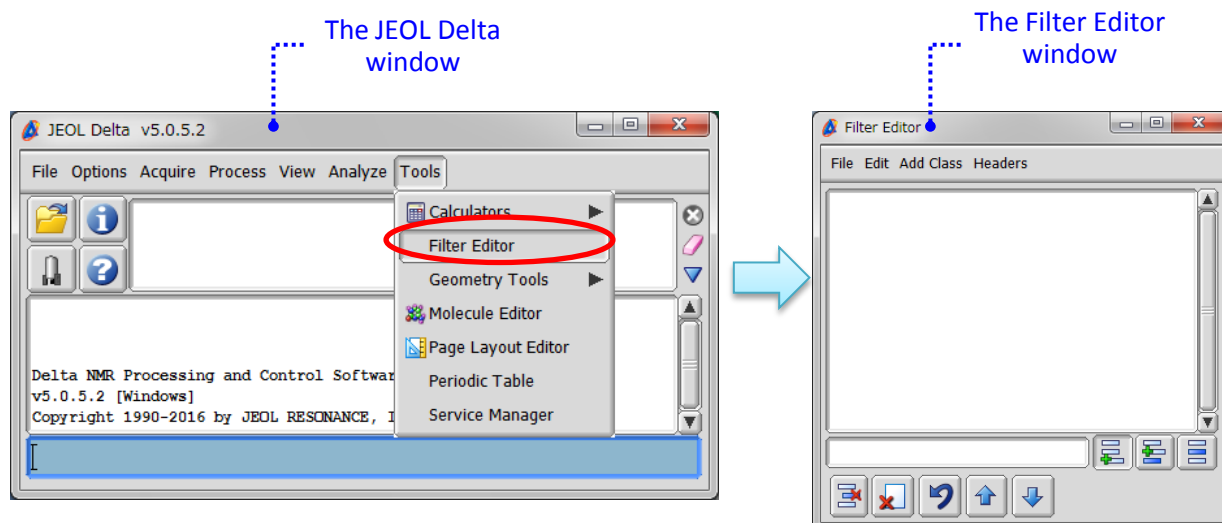 The JEOL Delta
window
The Filter Editor
window
JEOL Delta v5.0.5.2
File Options Acquire Process View Analyze Tools
Calculators
Filter Editor
Geometry Tools
Molecule Editor
Page Layout Editor
Periodic Table
Service Manager
Delta NMR Processing and Control Softwar
v5.0.5.2 [Windows]
Copyright 1990-2016 by JEOL RESONANCE, I
Filter Editor
File Edit Add Class Headers